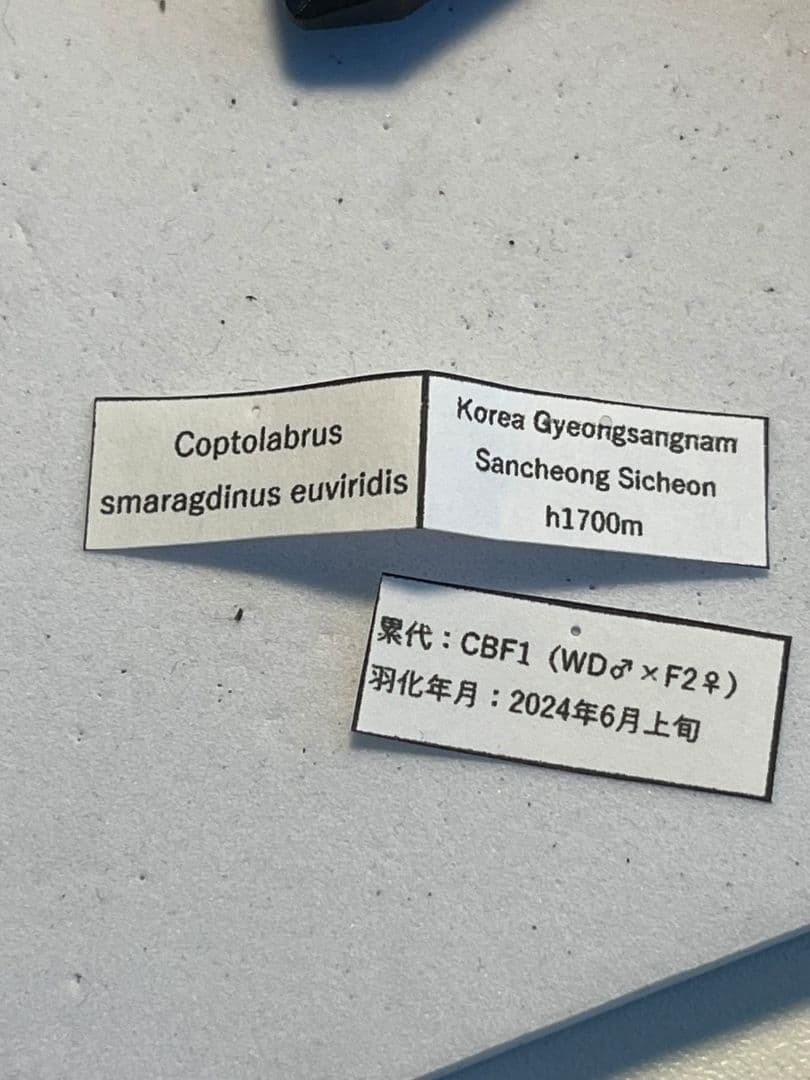 Coptolabrus
smaragdinus euviridis
Korea Gyeongsangnam
Sancheong Sicheon
h1700m
累代：CBF1（WD♂×F2♀）
羽化年月：2024年6月上旬